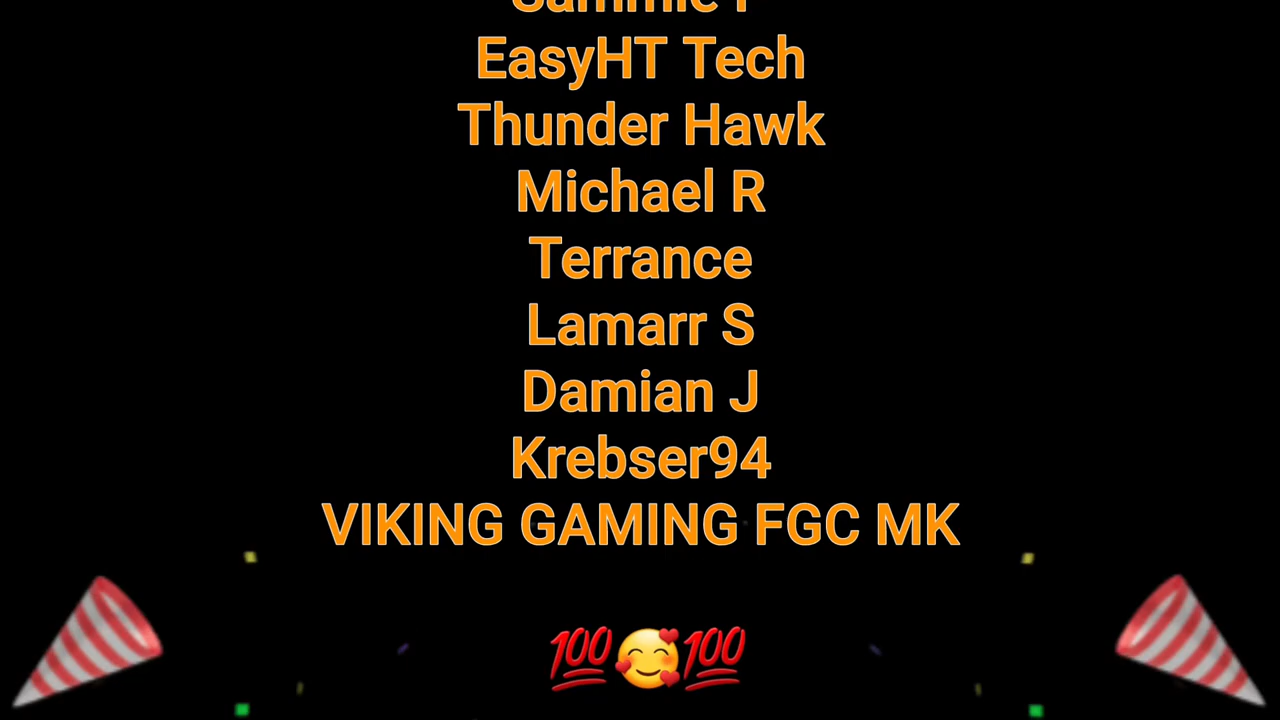 EasyHT Tech
Thunder Hawk
Michael R
Terrance
Lamarr S
Damian J
Krebser94
VIKING GAMING FGC MK
💯🥰💯